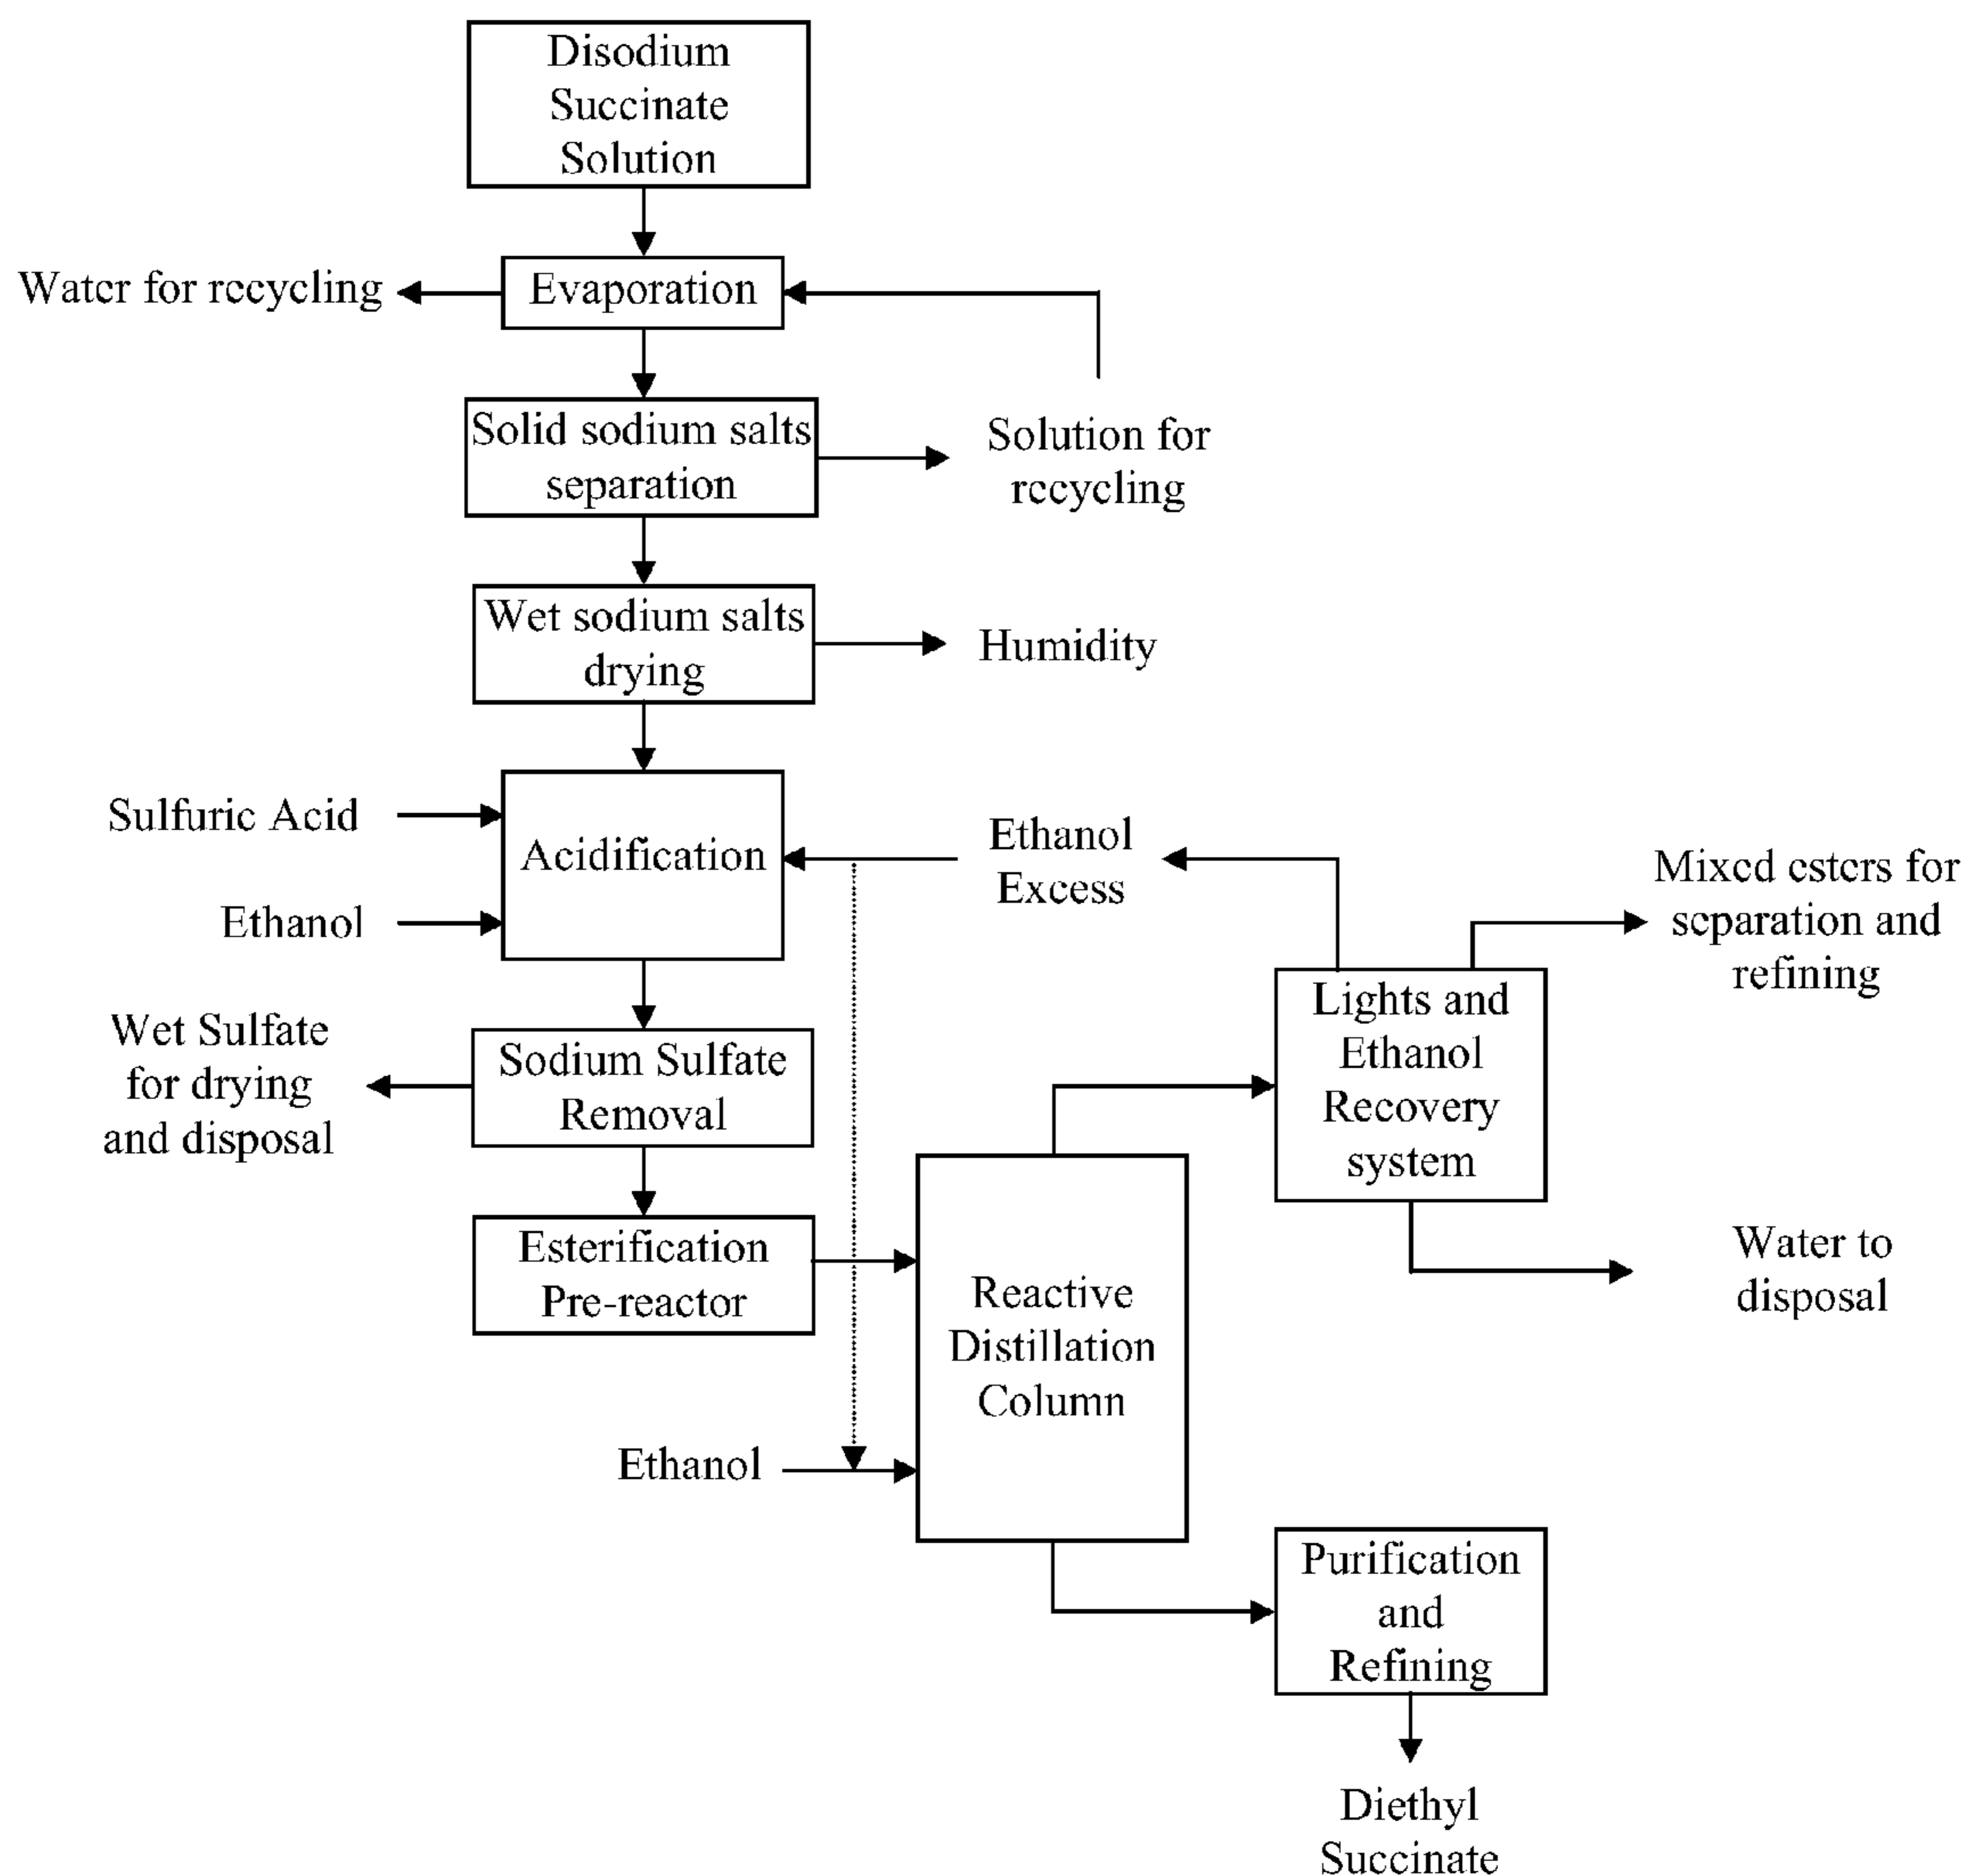 Disodium
Succinate
Solution
Water for recycling
Evaporation
Solid sodium salts
separation
Solution for
recycling
Wet sodium salts
drying
Humidity
Sulfuric Acid
Acidification
Ethanol
Ethanol
Excess
Mixed esters for
separation and
refining
Lights and
Ethanol
Recovery
system
Wet Sulfate
for drying
and disposal
Sodium Sulfate
Removal
Esterification
Pre-reactor
Reactive
Distillation
Column
Water to
disposal
Ethanol
Purification
and
Refining
Diethyl
Succinate